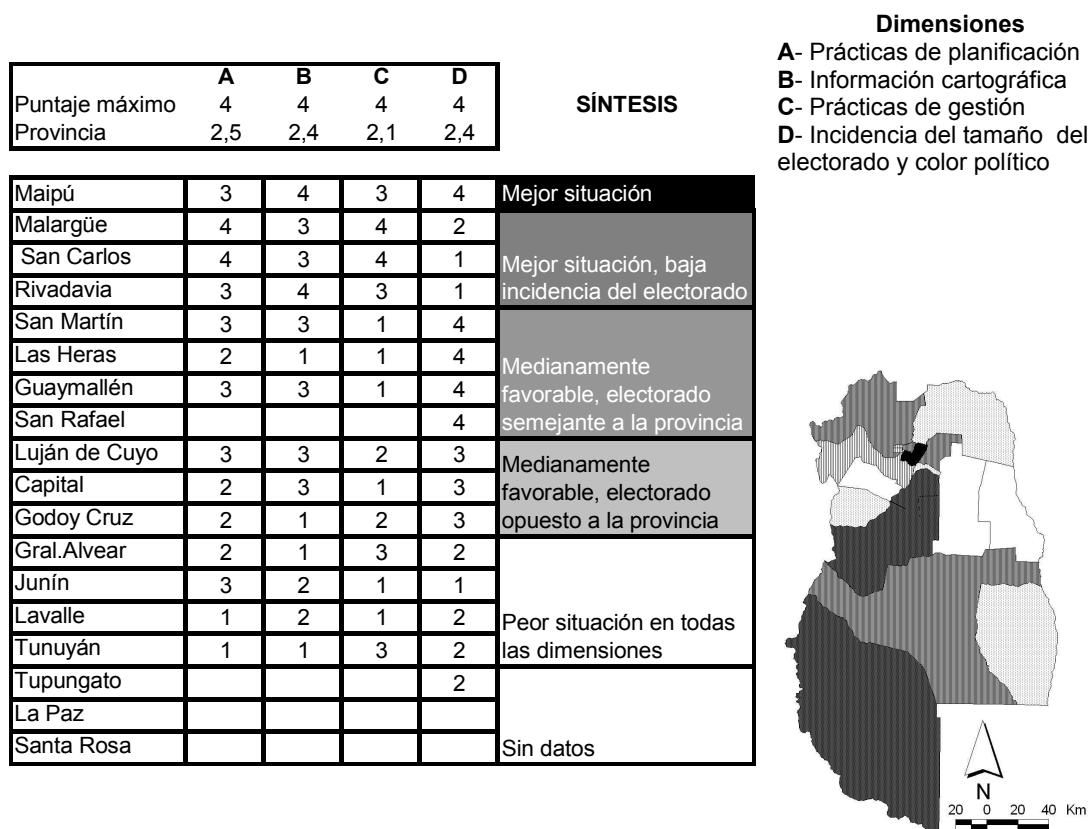 Dimensiones
A- Prácticas de planificación
B- Información cartográfica
C- Prácticas de gestión
D- Incidencia del tamaño del
electorado y color político
A B C D
Puntaje máximo 4 4 4 4 SÍNTESIS
Provincia 2,5 2,4 2,1 2,4
Maipú 3 4 3 4 Mejor situación
Malargüe 4 3 4 2
San Carlos 4 3 4 1
Rivadavia 3 4 3 1
Mejor situación, baja
incidencia del electorado
San Martín 3 3 1 4
Las Heras 2 1 1 4
Guaymallén 3 3 1 4
San Rafael 4
Medianamente
favorable, electorado
semejante a la provincia
Luján de Cuyo 3 3 2 3
Capital 2 3 1 3
Godoy Cruz 2 1 2 3
Medianamente
favorable, electorado
opuesto a la provincia
Gral.Alvear 2 1 3 2
Junín 3 2 1 1
Lavalle 1 2 1 2
Tunuyán 1 1 3 2
Peor situación en todas
las dimensiones
Tupungato 2
La Paz
Santa Rosa
Sin datos
N
20 0 20 40 Km